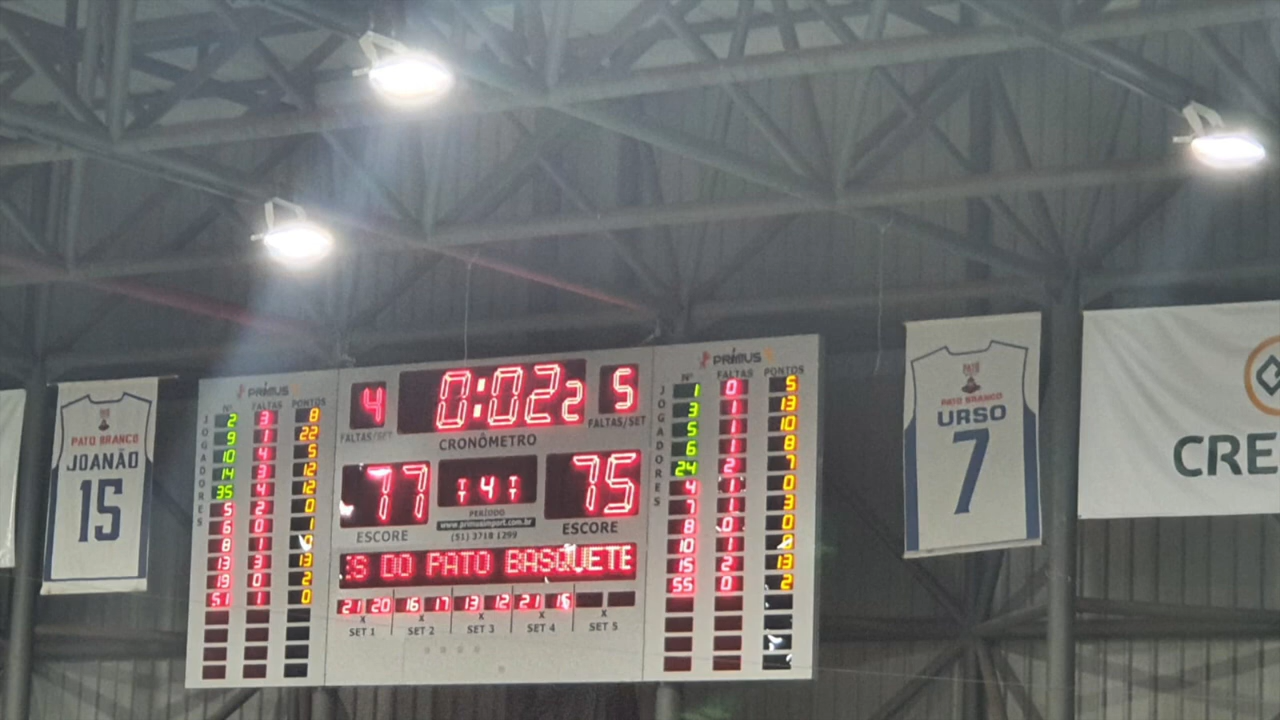 PATO BRANCO
JOANÃO
15
PRIMUS
JOGADORES
Nº FALTAS PONTOS
2 3 8
9 1 22
10 4 5
14 3 12
35 4 12
5 2 0
6 0 1
8 1 0
13 3 13
19 0 2
51 1 0
4 0:022 5
FALTAS/SET CRONÔMETRO FALTAS/SET
77 T 4 T 75
T T
PERÍODO
ESCORE www.primusimport.com.br ESCORE
(51) 3718 1299
S DO PATO BASQUETE
21 20 16 17 13 12 21 16
X X X X X
SET 1 SET 2 SET 3 SET 4 SET 5
PRIMUS
JOGADORES
Nº FALTAS PONTOS
1 0 5
3 1 13
5 1 10
6 1 8
24 2 7
4 1 0
7 1 3
8 0 0
10 1 0
15 2 13
55 0 2
PATO
PATO BRANCO
URSO
7
CRE